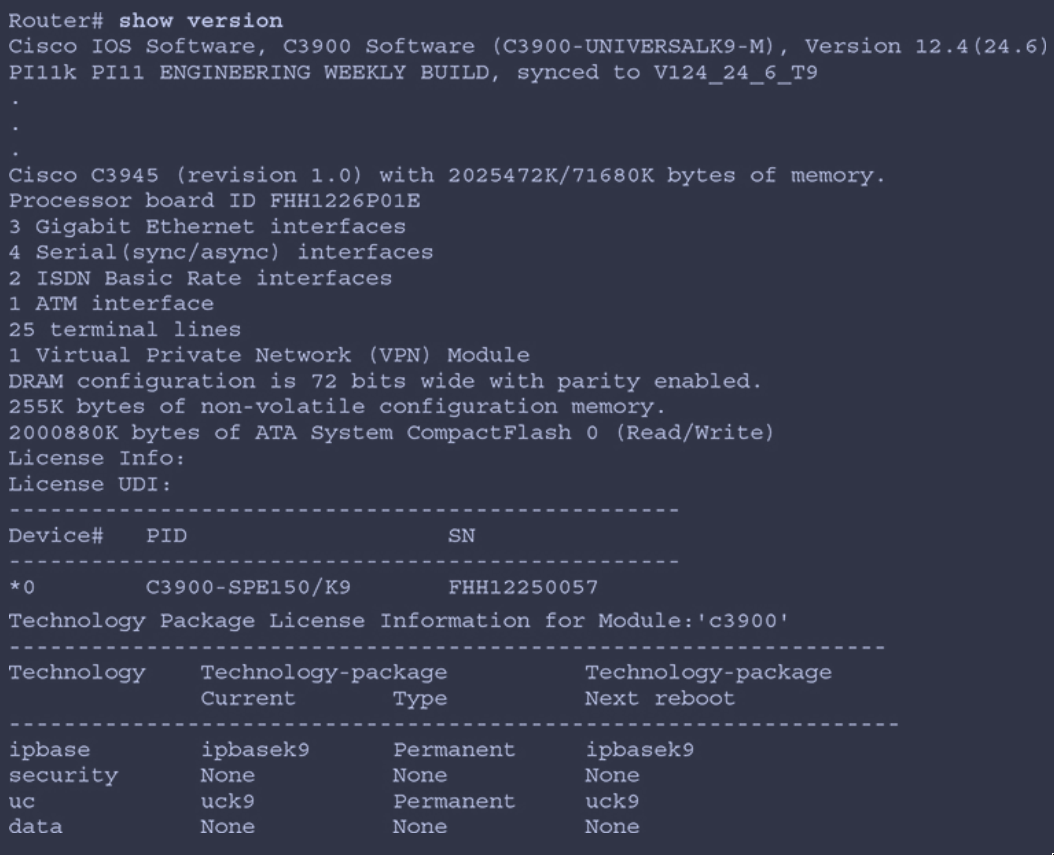 Router# show version
Cisco IOS Software, C3900 Software (C3900-UNIVERSALK9-M), Version 12.4(24.6)
PI11k PI11 ENGINEERING WEEKLY BUILD, synced to V124_24_6_T9
.
.
.
Cisco C3945 (revision 1.0) with 2025472K/71680K bytes of memory.
Processor board ID FHH1226P01E
3 Gigabit Ethernet interfaces
4 Serial(sync/async) interfaces
2 ISDN Basic Rate interfaces
1 ATM interface
25 terminal lines
1 Virtual Private Network (VPN) Module
DRAM configuration is 72 bits wide with parity enabled.
255K bytes of non-volatile configuration memory.
2000880K bytes of ATA System CompactFlash 0 (Read/Write)
License Info:
License UDI:
-------------------------------------------------
Device#   PID                   SN
-------------------------------------------------
*0        C3900-SPE150/K9       FHH12250057
Technology Package License Information for Module:'c3900'
----------------------------------------------------------------
Technology    Technology-package          Technology-package
              Current       Type          Next reboot
-----------------------------------------------------------------
ipbase        ipbasek9      Permanent     ipbasek9
security      None          None          None
uc            uck9          Permanent     uck9
data          None          None          None